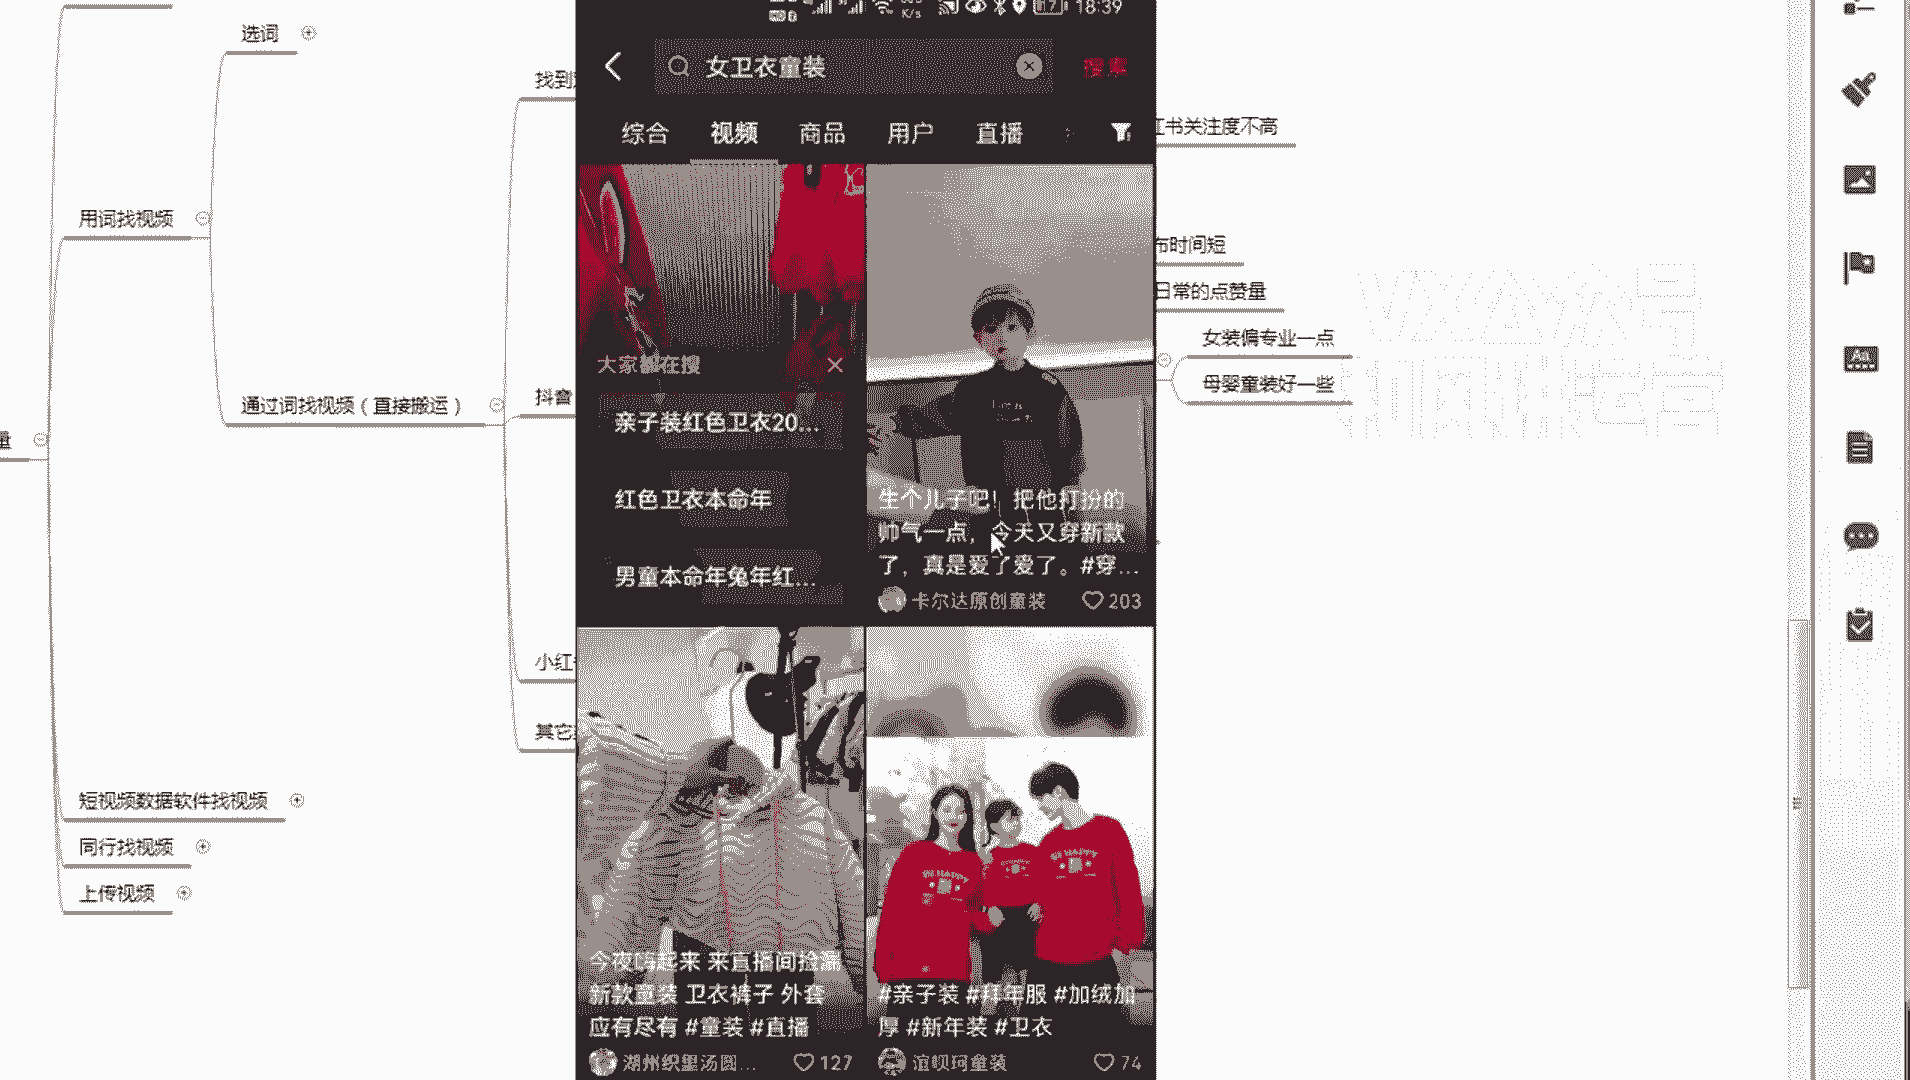 选词
用词找视频
通过词找视频（直接搬运）
量
短视频数据软件找视频
同行找视频
上传视频
找到
抖音
小红
其它
K/s
17
18:39
女卫衣童装
搜索
综合
视频
商品
用户
直播
大家都在搜
亲子装红色卫衣20...
红色卫衣本命年
男童本命年兔年红...
生个儿子吧！把他打扮的
帅气一点，今天又穿新款
了，真是爱了爱了。#穿...
卡尔达原创童装
203
今夜嗨起来 来直播间捡漏
新款童装 卫衣裤子 外套
应有尽有 #童装 #直播
湖州织里汤圆...
127
#亲子装 #拜年服 #加绒加
厚 #新年装 #卫衣
谊呗珂童装
74
红书关注度不高
布时间短
日常的点赞量
女装偏专业一点
母婴童装好一些
VX公众号